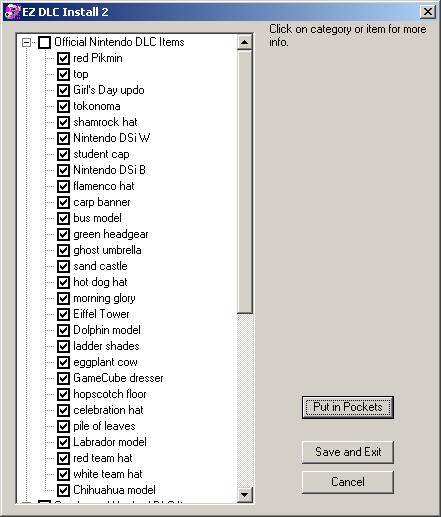 EZ DLC Install 2
Official Nintendo DLC Items
red Pikmin
top
Girl's Day updo
tokonoma
shamrock hat
Nintendo DSi W
student cap
Nintendo DSi B
flamenco hat
carp banner
bus model
green headgear
ghost umbrella
sand castle
hot dog hat
morning glory
Eiffel Tower
Dolphin model
ladder shades
eggplant cow
GameCube dresser
hopscotch floor
celebration hat
pile of leaves
Labrador model
red team hat
white team hat
Chihuahua model
Click on category or item for more
info.
Put in Pockets
Save and Exit
Cancel